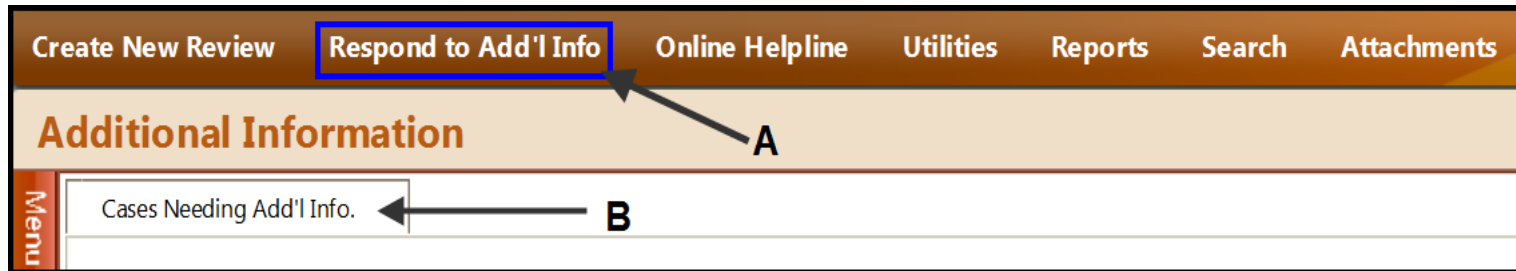 Create New Review Respond to Add'l Info Online Helpline Utilities Reports Search Attachments
Additional Information
A
Menu
Cases Needing Add'l Info.
B